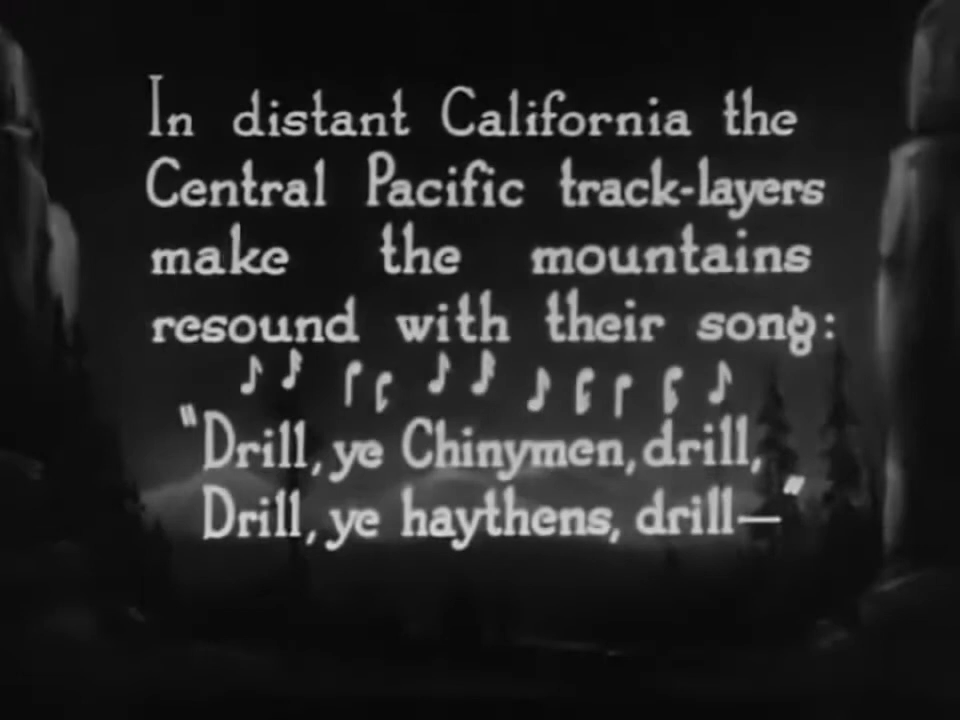 In distant California the
Central Pacific track-layers
make the mountains
resound with their song:
"Drill, ye Chinymen, drill,
Drill, ye haythens, drill—"